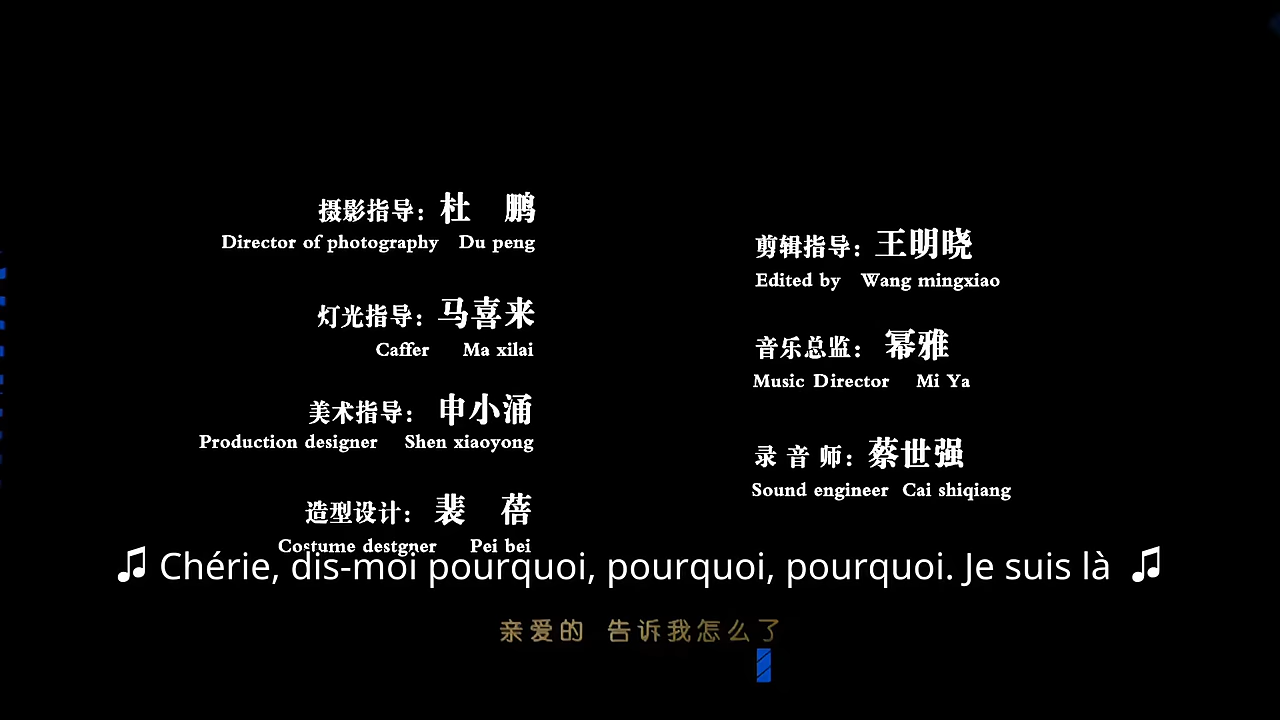 摄影指导：杜 鹏
Director of photography Du peng
灯光指导：马喜来
Caffer Ma xilai
美术指导：申小涌
Production designer Shen xiaoyong
造型设计：裴 蓓
Costume destgner Pei bei
剪辑指导：王明晓
Edited by Wang mingxiao
音乐总监：幂雅
Music Director Mi Ya
录 音 师：蔡世强
Sound engineer Cai shiqiang
♫ Chérie, dis-moi pourquoi, pourquoi, pourquoi. Je suis là ♫
亲爱的 告诉我怎么了